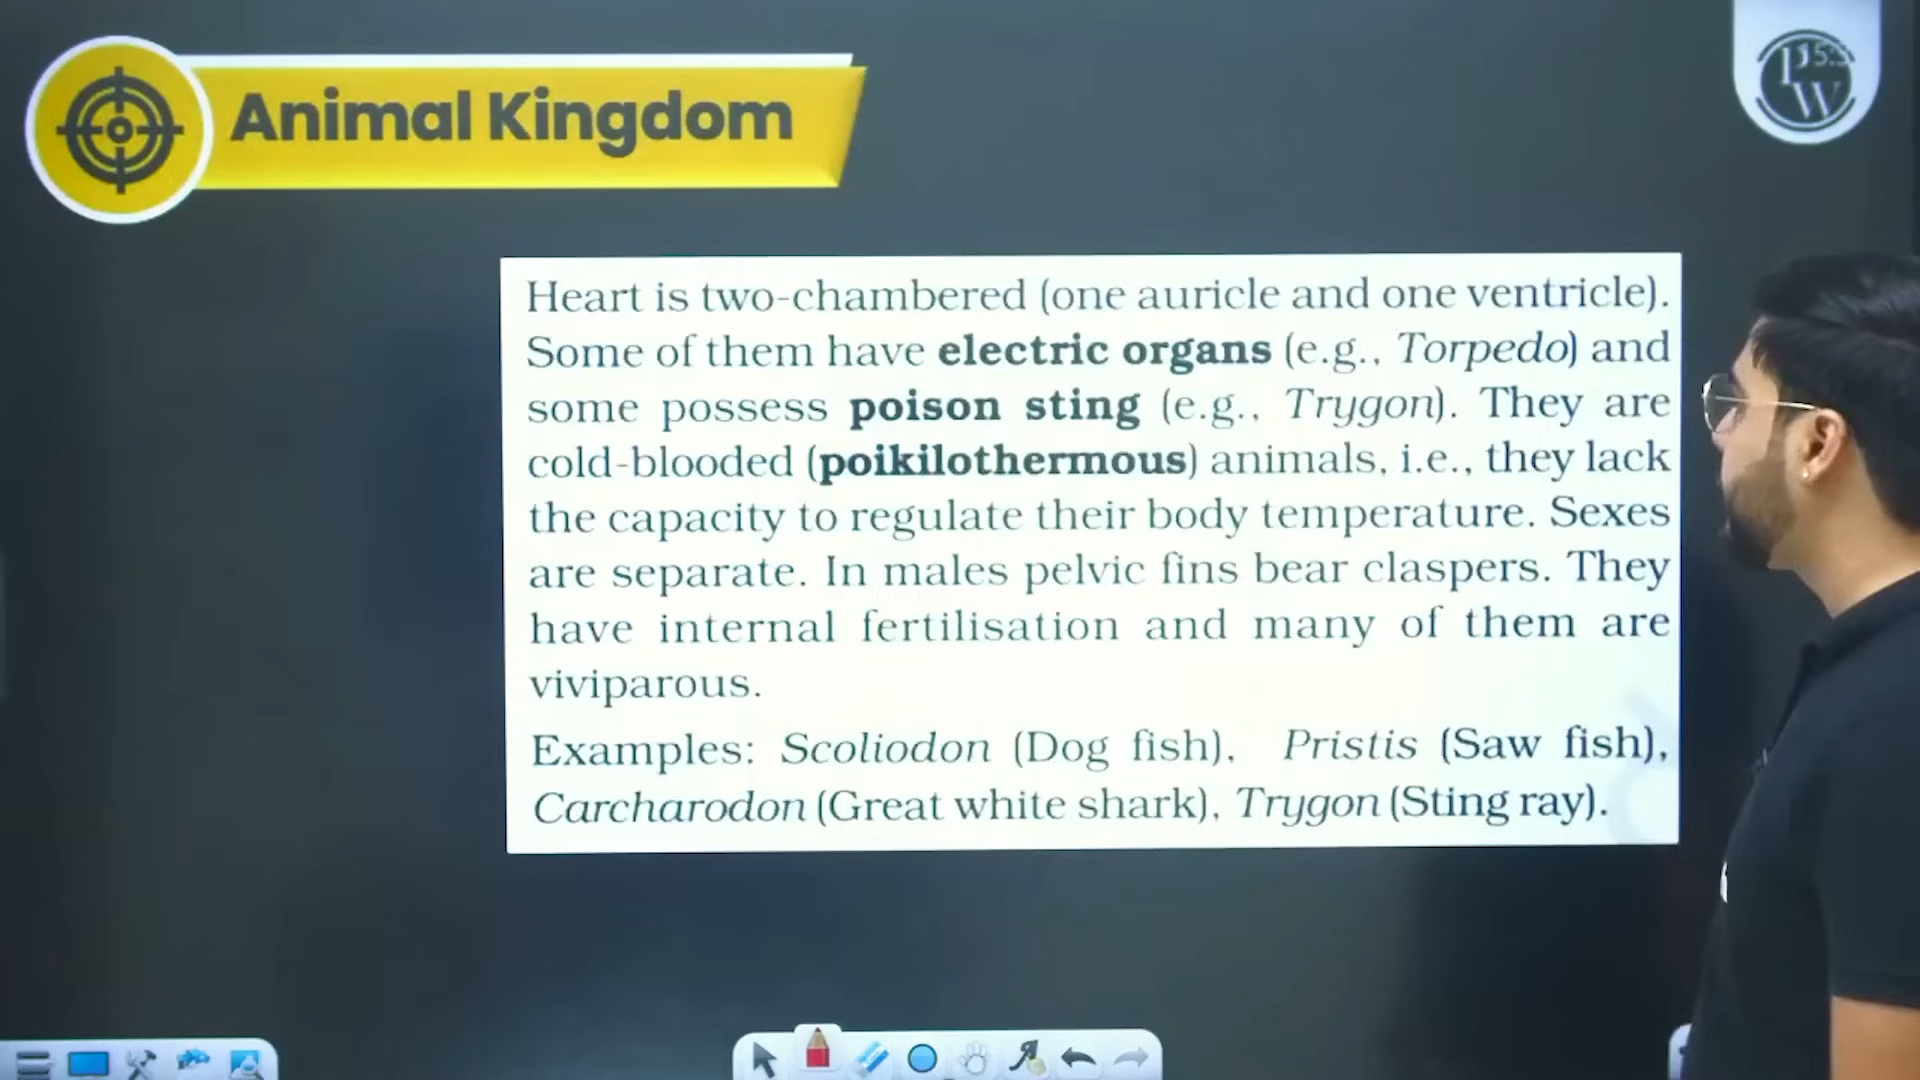 Animal Kingdom
PW
Heart is two-chambered (one auricle and one ventricle).
Some of them have electric organs (e.g., Torpedo) and
some possess poison sting (e.g., Trygon). They are
cold-blooded (poikilothermous) animals, i.e., they lack
the capacity to regulate their body temperature. Sexes
are separate. In males pelvic fins bear claspers. They
have internal fertilisation and many of them are
viviparous.
Examples: Scoliodon (Dog fish), Pristis (Saw fish),
Carcharodon (Great white shark), Trygon (Sting ray).